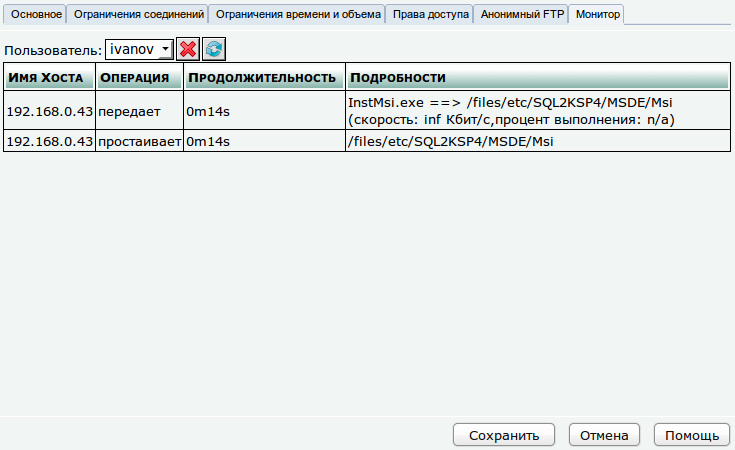 Основное Ограничения соединений Ограничения времени и объема Права доступа Анонимный FTP Монитор
Пользователь: ivanov
Имя Хоста Операция Продолжительность Подробности
192.168.0.43 передает 0m14s InstMsi.exe ==> /files/etc/SQL2KSP4/MSDE/Msi
(скорость: inf Кбит/с,процент выполнения: n/a)
192.168.0.43 простаивает 0m14s /files/etc/SQL2KSP4/MSDE/Msi
Сохранить Отмена Помощь